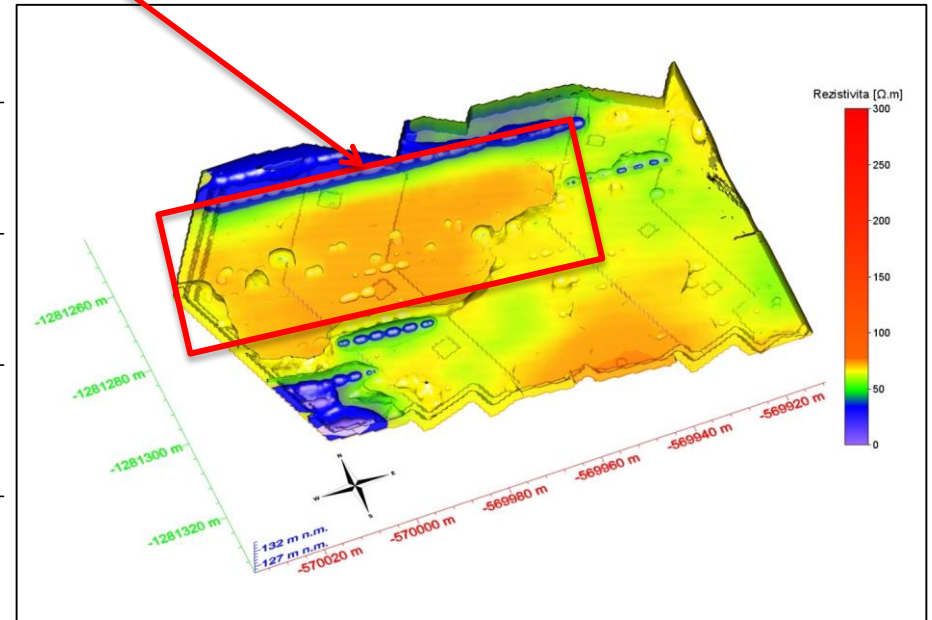 Rezistivita [Ω.m]
300
250
200
150
100
50
0
-1281260 m
-1281280 m
-1281300 m
-1281320 m
N
W
E
S
132 m n.m.
127 m n.m.
-570020 m
-570000 m
-569980 m
-569960 m
-569940 m
-569920 m